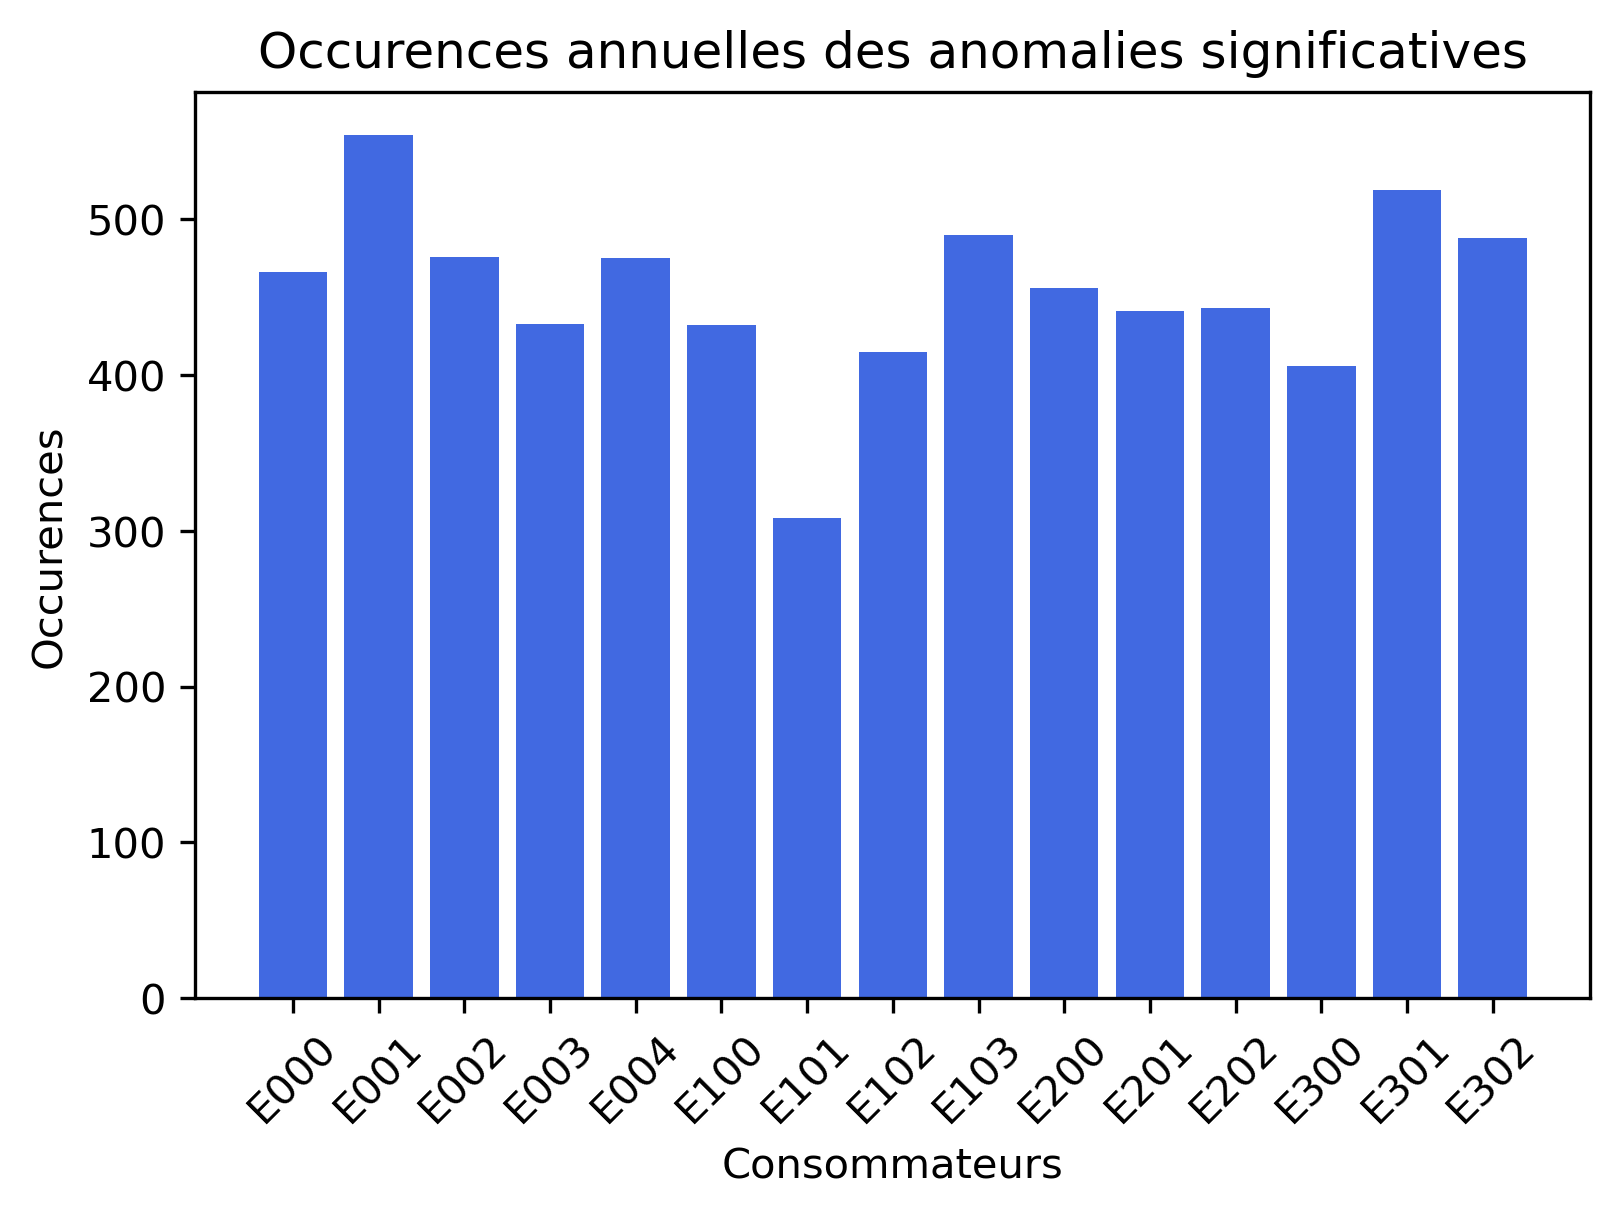 Occurences annuelles des anomalies significatives
Occurences
500
400
300
200
100
0
E000 E001 E002 E003 E004 E100 E101 E102 E103 E200 E201 E202 E300 E301 E302
Consommateurs